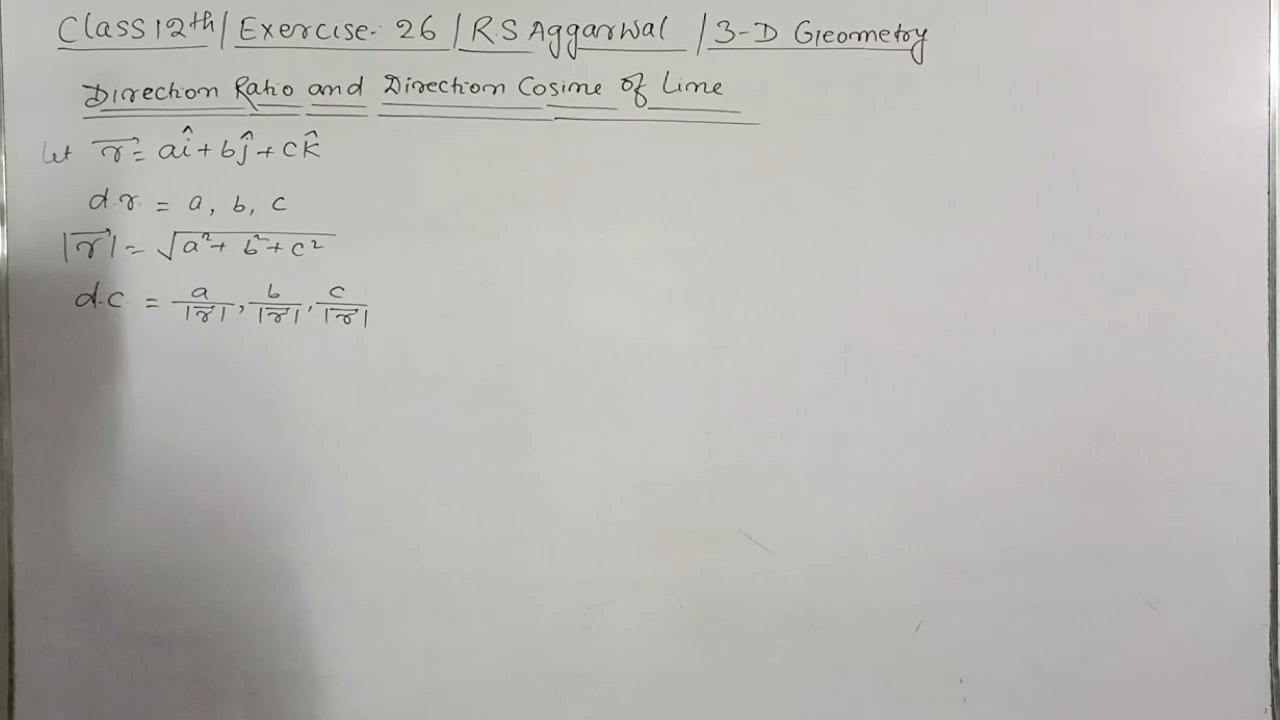 Class 12th / Exercise- 26 / R.S. Aggarwal / 3-D Geometry
Direction Ratio and Direction Cosine of Line
let r⃗ = aî + bĵ + ck̂
d.r. = a, b, c
|r⃗| = √a² + b² + c²
d.c = a/|r⃗|, b/|r⃗|, c/|r⃗|